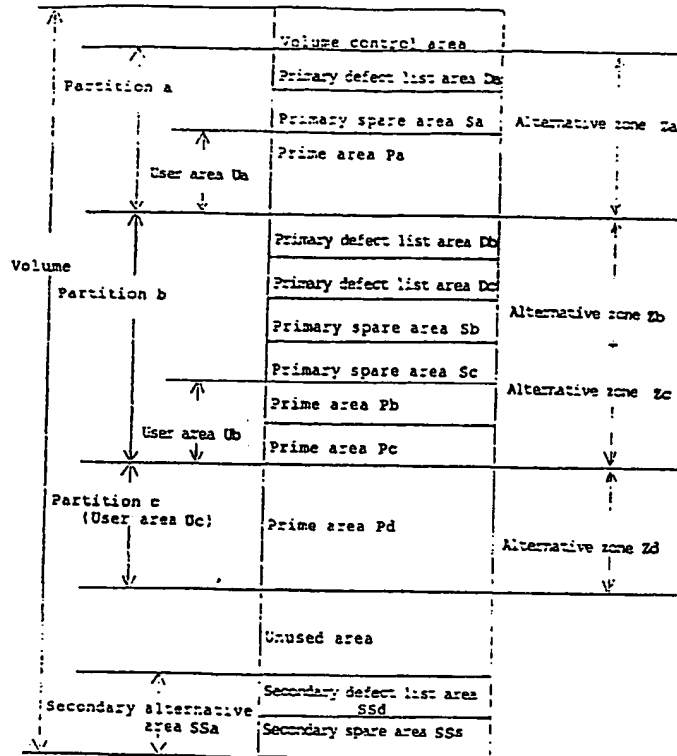 Volume control area
Primary defect list area Da
Partition a
Primary spare area Sa
Alternative zone Za
Prime area Pa
User area Ua
Primary defect list area Db
Volume
Primary defect list area Dc
Partition b
Alternative zone Zb
Primary spare area Sb
Primary spare area Sc
Alternative zone Zc
Prime area Pb
User area Ub
Prime area Pc
Partition c
(User area Uc)
Prime area Pd
Alternative zone Zd
Unused area
Secondary defect list area
SSd
Secondary alternative
area SSa
Secondary spare area SSs